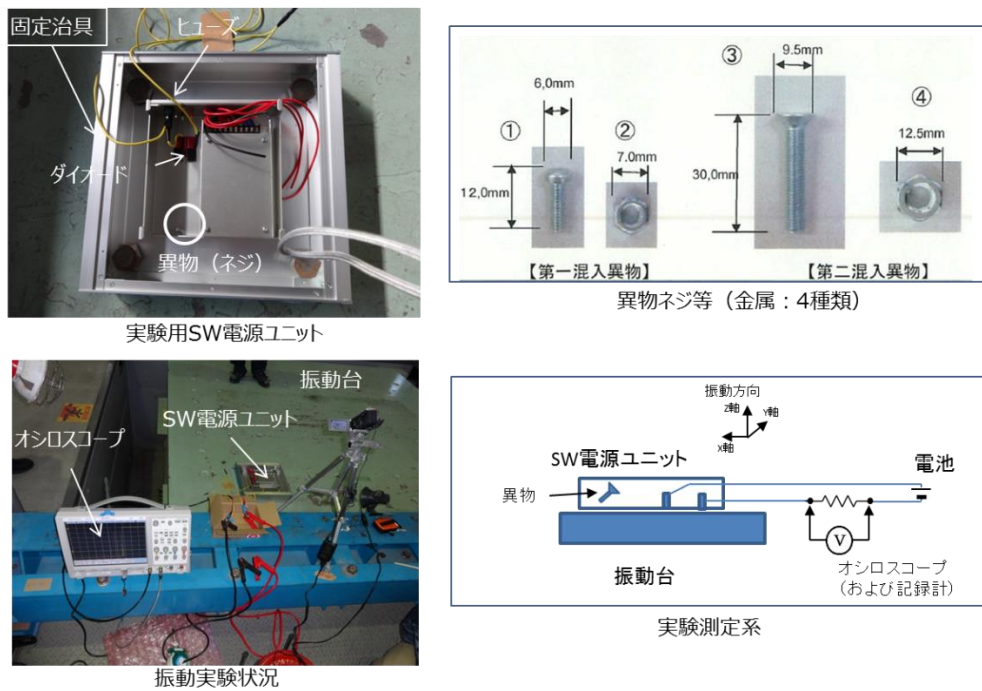 固定治具
ヒューズ
ダイオード
異物（ネジ）
実験用SW電源ユニット
①
6,0mm
12,0mm
②
7.0mm
③
9.5mm
30,0mm
④
12.5mm
【第一混入異物】
【第二混入異物】
異物ネジ等（金属：4種類）
振動台
SW電源ユニット
オシロスコープ
振動実験状況
振動方向
Z軸
Y軸
X軸
SW電源ユニット
電池
異物
V
振動台
オシロスコープ
(および記録計)
実験測定系